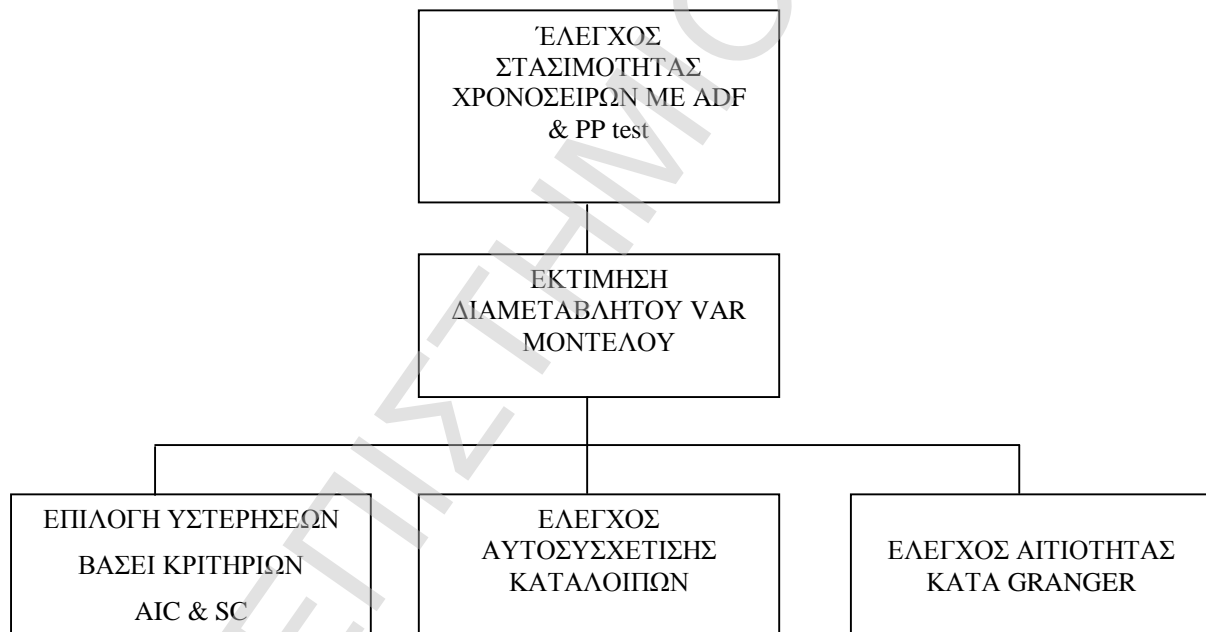 ΈΛΕΓΧΟΣ
ΣΤΑΣΙΜΟΤΗΤΑΣ
ΧΡΟΝΟΣΕΙΡΩΝ ΜΕ ADF
& PP test
ΕΚΤΙΜΗΣΗ
ΔΙΑΜΕΤΑΒΛΗΤΟΥ VAR
ΜΟΝΤΕΛΟΥ
ΕΠΙΛΟΓΗ ΥΣΤΕΡΗΣΕΩΝ
ΒΑΣΕΙ ΚΡΙΤΗΡΙΩΝ
AIC & SC
ΕΛΕΓΧΟΣ
ΑΥΤΟΣΥΣΧΕΤΙΣΗΣ
ΚΑΤΑΛΟΙΠΩΝ
ΕΛΕΓΧΟΣ ΑΙΤΙΟΤΗΤΑΣ
ΚΑΤΑ GRANGER